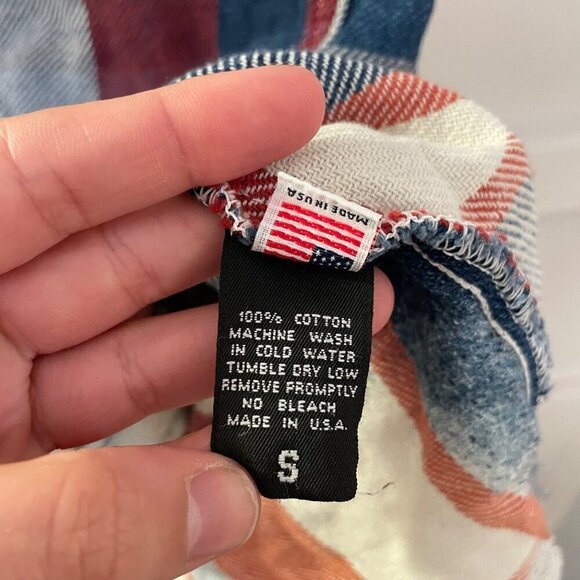 MADE IN USA
100% COTTON
MACHINE WASH
IN COLD WATER
TUMBLE DRY LOW
REMOVE PROMPTLY
NO BLEACH
MADE IN U.S.A.
S